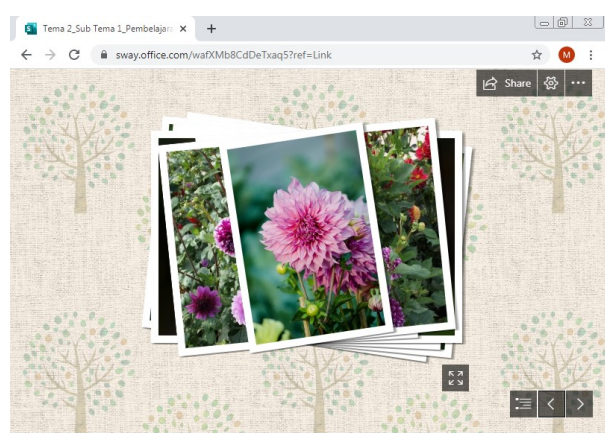 Tema 2_Sub Tema 1_Pembelajar
sway.office.com/wafXMb8CdDeTxaq5?ref=Link
M
Share